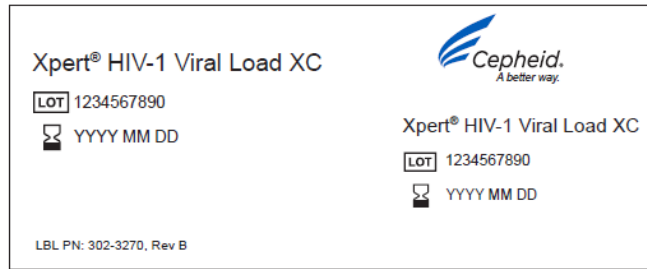 Xpert® HIV-1 Viral Load XC
LOT 1234567890
YYYY MM DD
LBL PN: 302-3270, Rev B
Cepheid.
A better way.
Xpert® HIV-1 Viral Load XC
LOT 1234567890
YYYY MM DD